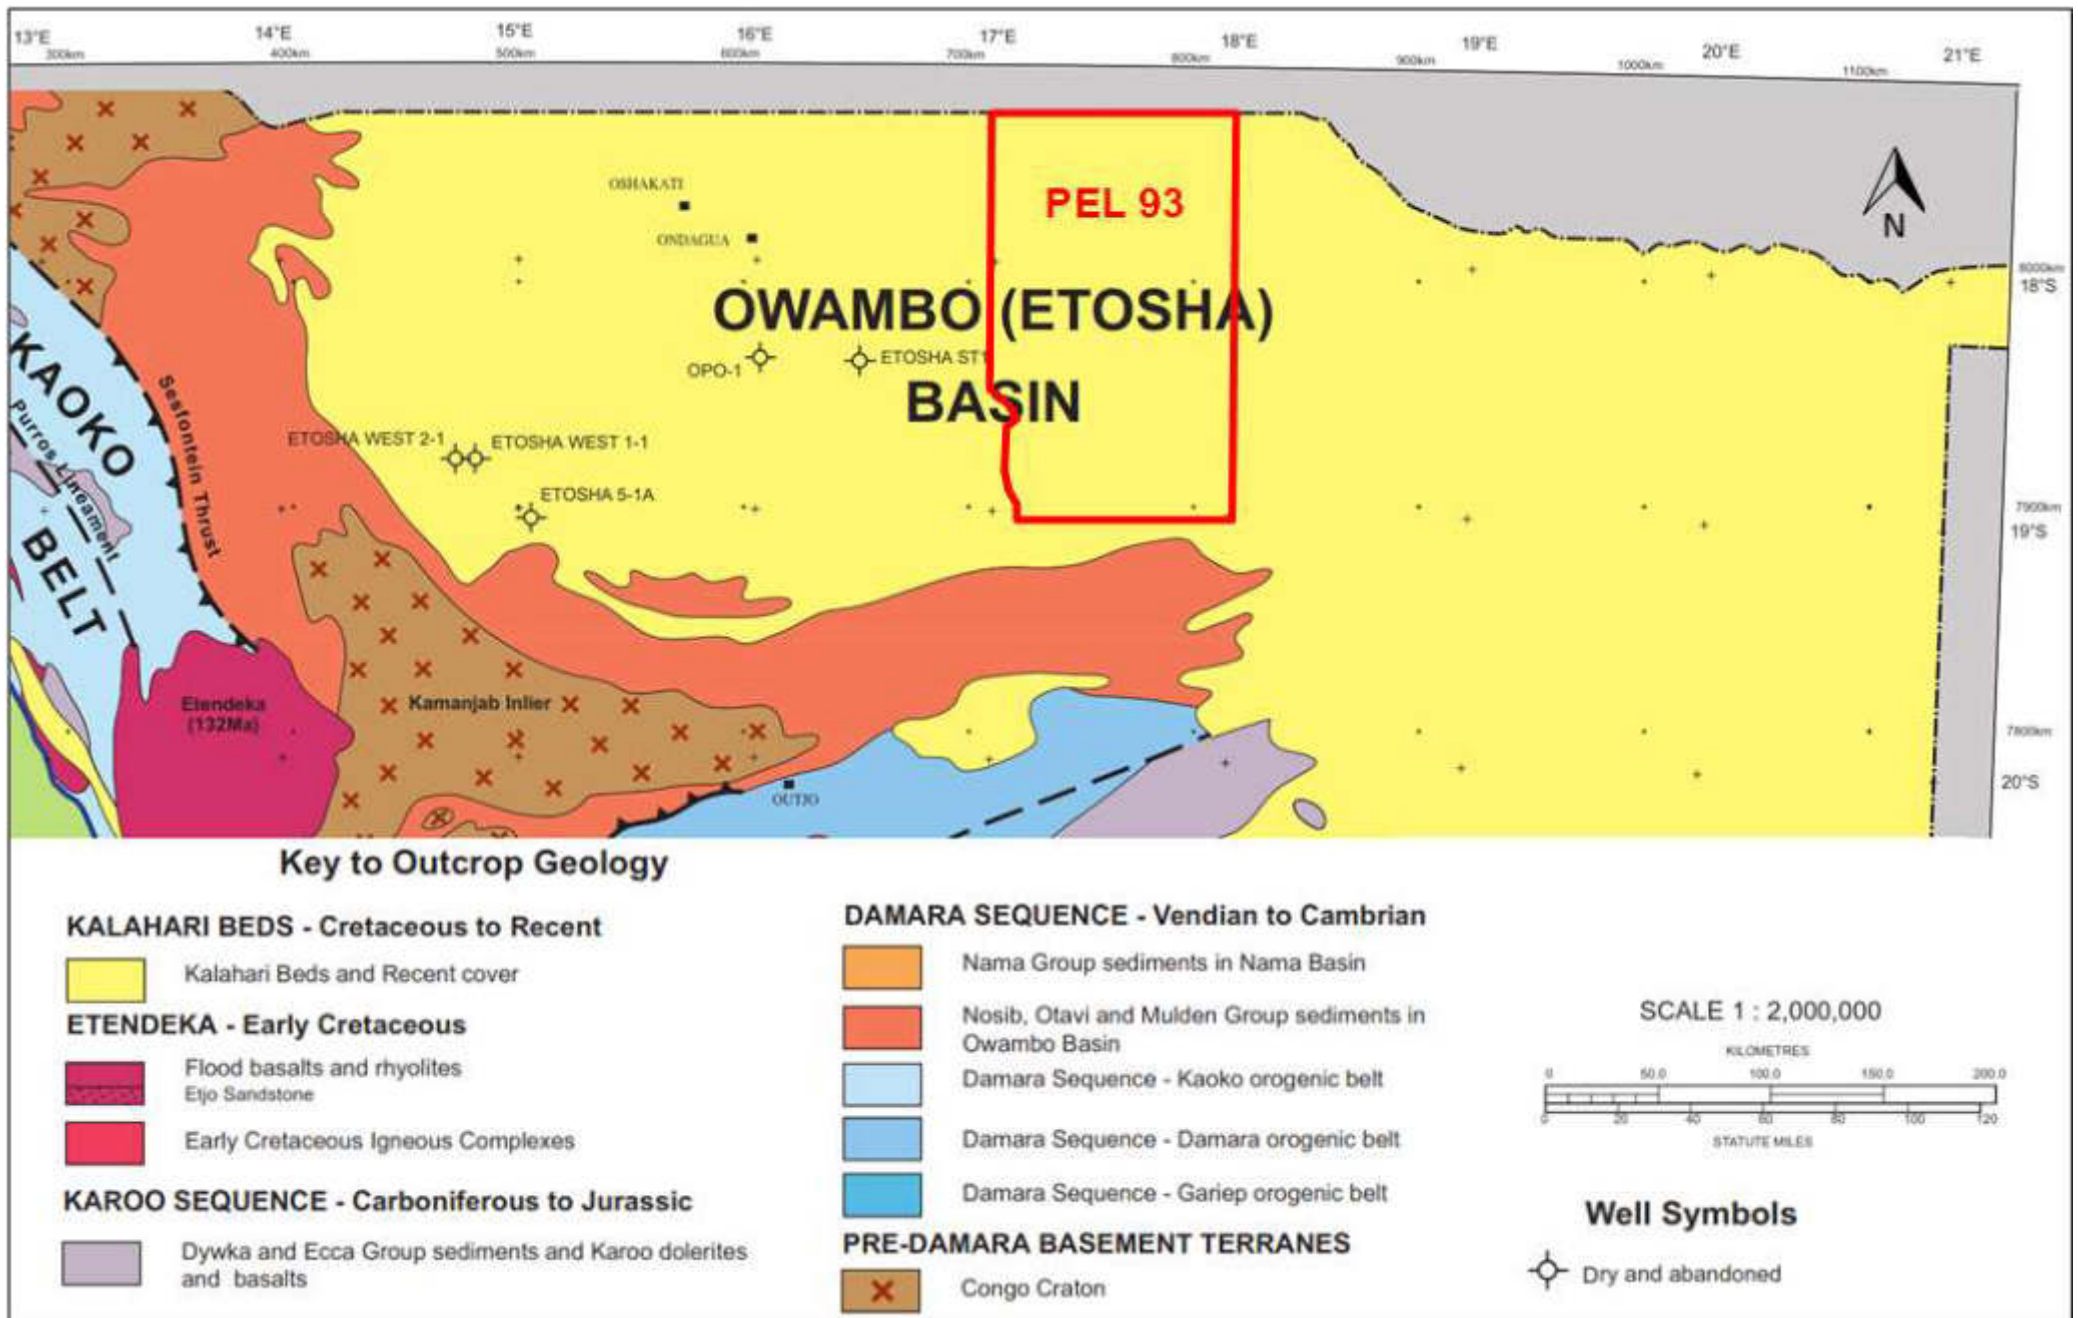 13°E
14°E
15°E
16°E
17°E
18°E
19°E
20°E
21°E
300km
400km
500km
600km
700km
800km
900km
1000km
1100km
PEL 93
N
OSHAKATI
ONDAGUA
8000km
18°S
OWAMBO (ETOSHA)
BASIN
OPO-1
ETOSHA ST1
KAOKO
BELT
Purros Lineament
Sesfontein Thrust
ETOSHA WEST 2-1
ETOSHA WEST 1-1
ETOSHA 5-1A
7900km
19°S
Etendeka
(132Ma)
Kamanjab Inlier
OUTJO
7800km
20°S
Key to Outcrop Geology
KALAHARI BEDS - Cretaceous to Recent
Kalahari Beds and Recent cover
ETENDEKA - Early Cretaceous
Flood basalts and rhyolites
Etjo Sandstone
Early Cretaceous Igneous Complexes
KAROO SEQUENCE - Carboniferous to Jurassic
Dywka and Ecca Group sediments and Karoo dolerites
and basalts
DAMARA SEQUENCE - Vendian to Cambrian
Nama Group sediments in Nama Basin
Nosib, Otavi and Mulden Group sediments in
Owambo Basin
Damara Sequence - Kaoko orogenic belt
Damara Sequence - Damara orogenic belt
Damara Sequence - Gariep orogenic belt
PRE-DAMARA BASEMENT TERRANES
Congo Craton
SCALE 1 : 2,000,000
KILOMETRES
0 50.0 100.0 150.0 200.0
0 20 40 60 80 100 120
STATUTE MILES
Well Symbols
Dry and abandoned